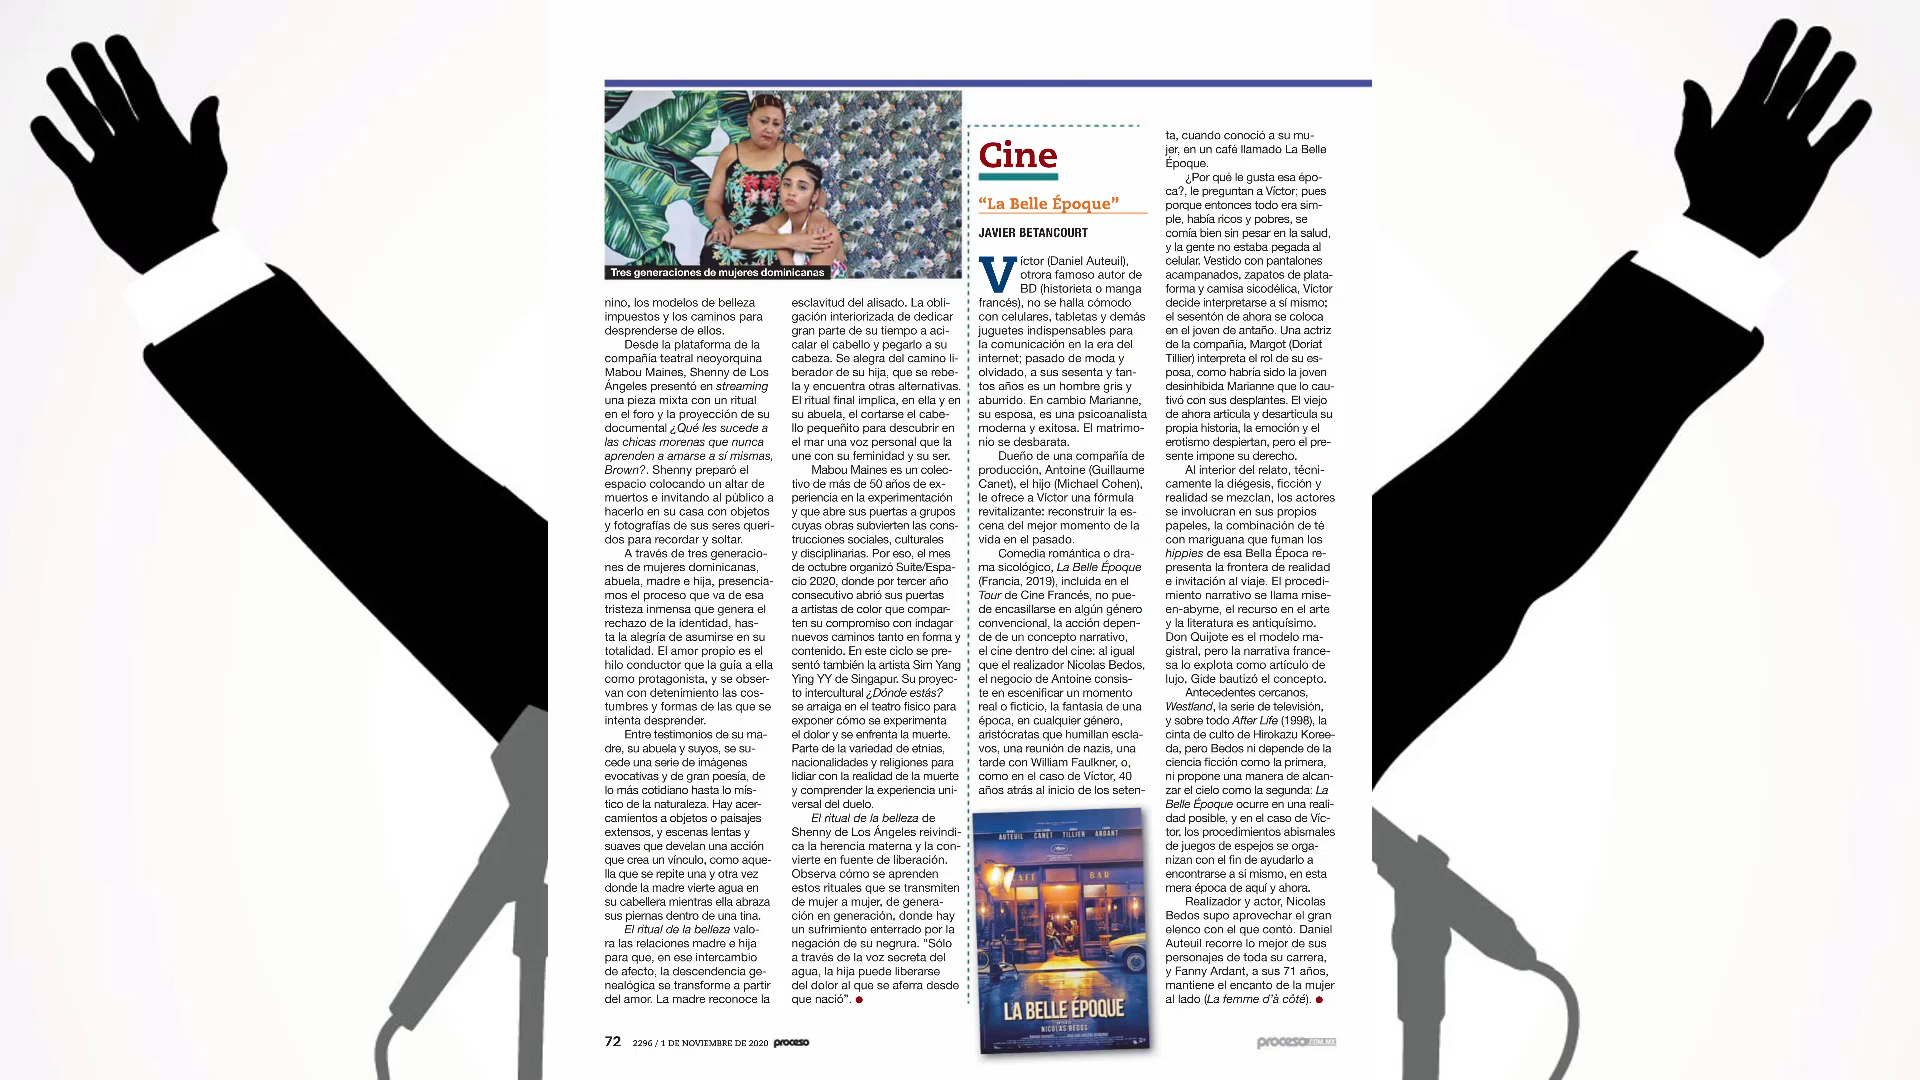 Tres generaciones de mujeres dominicanas
nino, los modelos de belleza
impuestos y los caminos para
desprenderse de ellos.
Desde la plataforma de la
compañía teatral neoyorquina
Mabou Maines, Shenny de Los
Ángeles presentó en streaming
una pieza mixta con un ritual
en el foro y la proyección de su
documental ¿Qué les sucede a
las chicas morenas que nunca
aprenden a amarse a sí mismas,
Brown?. Shenny preparó el
espacio colocando un altar de
muertos e invitando al público a
hacerlo en su casa con objetos
y fotografías de sus seres queri-
dos para recordar y soltar.
A través de tres generacio-
nes de mujeres dominicanas,
abuela, madre e hija, presencia-
mos el proceso que va de esa
tristeza inmensa que genera el
rechazo de la identidad, has-
ta la alegría de asumirse en su
totalidad. El amor propio es el
hilo conductor que la guía a ella
como protagonista, y se obser-
van con detenimiento las cos-
tumbres y formas de las que se
intenta desprender.
Entre testimonios de su ma-
dre, su abuela y suyos, se su-
cede una serie de imágenes
evocativas y de gran poesía, de
lo más cotidiano hasta lo mís-
tico de la naturaleza. Hay acer-
camientos a objetos o paisajes
extensos, y escenas lentas y
suaves que develan una acción
que crea un vínculo, como aque-
lla que se repite una y otra vez
donde la madre vierte agua en
su cabellera mientras ella abraza
sus piernas dentro de una tina.
El ritual de la belleza valo-
ra las relaciones madre e hija
para que, en ese intercambio
de afecto, la descendencia ge-
nealógica se transforme a partir
del amor. La madre reconoce la
esclavitud del alisado. La obli-
gación interiorizada de dedicar
gran parte de su tiempo a aci-
calar el cabello y pegarlo a su
cabeza. Se alegra del camino li-
berador de su hija, que se rebe-
la y encuentra otras alternativas.
El ritual final implica, en ella y en
su abuela, el cortarse el cabe-
llo pequeñito para descubrir en
el mar una voz personal que la
une con su feminidad y su ser.
Mabou Maines es un colec-
tivo de más de 50 años de ex-
periencia en la experimentación
y que abre sus puertas a grupos
cuyas obras subvierten las cons-
trucciones sociales, culturales
y disciplinarias. Por eso, el mes
de octubre organizó Suite/Espa-
cio 2020, donde por tercer año
consecutivo abrió sus puertas
a artistas de color que compar-
ten su compromiso con indagar
nuevos caminos tanto en forma y
contenido. En este ciclo se pre-
sentó también la artista Sim Yang
Ying YY de Singapur. Su proyec-
to intercultural ¿Dónde estás?
se arraiga en el teatro físico para
exponer cómo se experimenta
el dolor y se enfrenta la muerte.
Parte de la variedad de etnias,
nacionalidades y religiones para
lidiar con la realidad de la muerte
y comprender la experiencia uni-
versal del duelo.
El ritual de la belleza de
Shenny de Los Ángeles reivindi-
ca la herencia materna y la con-
vierte en fuente de liberación.
Observa cómo se aprenden
estos rituales que se transmiten
de mujer a mujer, de genera-
ción en generación, donde hay
un sufrimiento enterrado por la
negación de su negrura. "Sólo
a través de la voz secreta del
agua, la hija puede liberarse
del dolor al que se aferra desde
que nació".
Cine
"La Belle Époque"
JAVIER BETANCOURT
Víctor (Daniel Auteuil),
otrora famoso autor de
BD (historieta o manga
francés), no se halla cómodo
con celulares, tabletas y demás
juguetes indispensables para
la comunicación en la era del
internet; pasado de moda y
olvidado, a sus sesenta y tan-
tos años es un hombre gris y
aburrido. En cambio Marianne,
su esposa, es una psicoanalista
moderna y exitosa. El matrimo-
nio se desbarata.
Dueño de una compañía de
producción, Antoine (Guillaume
Canet), el hijo (Michael Cohen),
le ofrece a Víctor una fórmula
revitalizante: reconstruir la es-
cena del mejor momento de la
vida en el pasado.
Comedia romántica o dra-
ma sicológico, La Belle Époque
(Francia, 2019), incluida en el
Tour de Cine Francés, no pue-
de encasillarse en algún género
convencional, la acción depen-
de de un concepto narrativo,
el cine dentro del cine: al igual
que el realizador Nicolas Bedos,
el negocio de Antoine consis-
te en escenificar un momento
real o ficticio, la fantasía de una
época, en cualquier género,
aristócratas que humillan escla-
vos, una reunión de nazis, una
tarde con William Faulkner, o,
como en el caso de Víctor, 40
años atrás al inicio de los seten-
AUTEUIL CANET TILLIER ARDANT
CAFÉ BAR
LA BELLE ÉPOQUE
NICOLAS BEDOS
ta, cuando conoció a su mu-
jer, en un café llamado La Belle
Époque.
¿Por qué le gusta esa épo-
ca?, le preguntan a Víctor; pues
porque entonces todo era sim-
ple, había ricos y pobres, se
comía bien sin pesar en la salud,
y la gente no estaba pegada al
celular. Vestido con pantalones
acampanados, zapatos de plata-
forma y camisa sicodélica, Víctor
decide interpretarse a sí mismo;
el sesentón de ahora se coloca
en el joven de antaño. Una actriz
de la compañía, Margot (Doriat
Tillier) interpreta el rol de su es-
posa, como habría sido la joven
desinhibida Marianne que lo cau-
tivó con sus desplantes. El viejo
de ahora articula y desarticula su
propia historia, la emoción y el
erotismo despiertan, pero el pre-
sente impone su derecho.
Al interior del relato, técni-
camente la diégesis, ficción y
realidad se mezclan, los actores
se involucran en sus propios
papeles, la combinación de té
con mariguana que fuman los
hippies de esa Bella Época re-
presenta la frontera de realidad
e invitación al viaje. El procedi-
miento narrativo se llama mise-
en-abyme, el recurso en el arte
y la literatura es antiquísimo.
Don Quijote es el modelo ma-
gistral, pero la narrativa france-
sa lo explota como artículo de
lujo, Gide bautizó el concepto.
Antecedentes cercanos,
Westland, la serie de televisión,
y sobre todo After Life (1998), la
cinta de culto de Hirokazu Koree-
da, pero Bedos ni depende de la
ciencia ficción como la primera,
ni propone una manera de alcan-
zar el cielo como la segunda: La
Belle Époque ocurre en una reali-
dad posible, y en el caso de Víc-
tor, los procedimientos abismales
de juegos de espejos se orga-
nizan con el fin de ayudarlo a
encontrarse a sí mismo, en esta
mera época de aquí y ahora.
Realizador y actor, Nicolas
Bedos supo aprovechar el gran
elenco con el que contó. Daniel
Auteuil recorre lo mejor de sus
personajes de toda su carrera,
y Fanny Ardant, a sus 71 años,
mantiene el encanto de la mujer
al lado (La femme d'à côté).
72 2296 / 1 DE NOVIEMBRE DE 2020 proceso
proceso.COM.MX